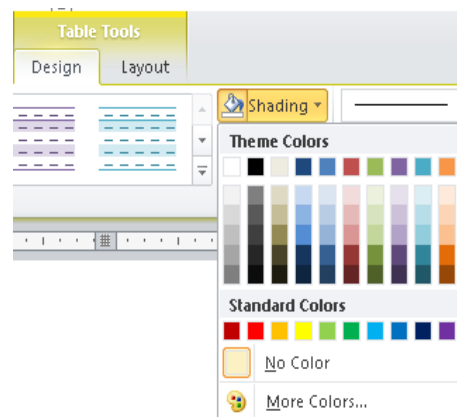 Table Tools
Design Layout
Shading
Theme Colors
Standard Colors
No Color
More Colors...